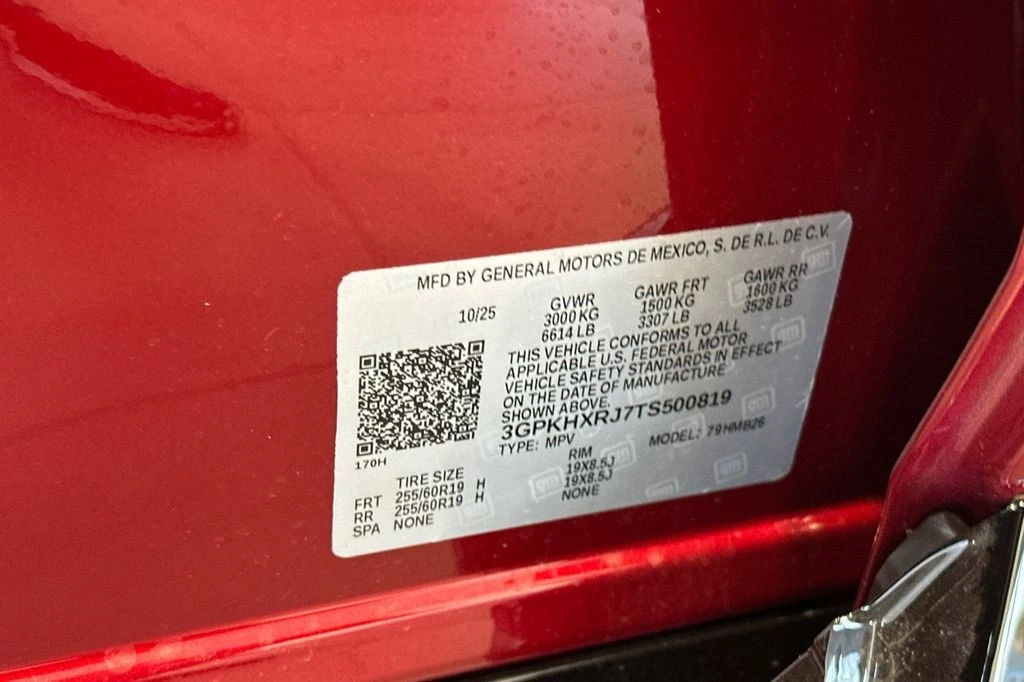 MFD BY GENERAL MOTORS DE MEXICO, S. DE R.L. DE C.V.
10/25 GVWR GAWR FRT GAWR RR
3000 KG 1500 KG 1600 KG
6614 LB 3307 LB 3528 LB
THIS VEHICLE CONFORMS TO ALL
APPLICABLE U.S. FEDERAL MOTOR
VEHICLE SAFETY STANDARDS IN EFFECT
ON THE DATE OF MANUFACTURE
SHOWN ABOVE.
3GPKHXRJ7TS500819
TYPE: MPV MODEL: 79HMB26
170H
TIRE SIZE RIM
FRT 255/60R19 H 19X8.5J
RR 255/60R19 H 19X8.5J
SPA NONE NONE